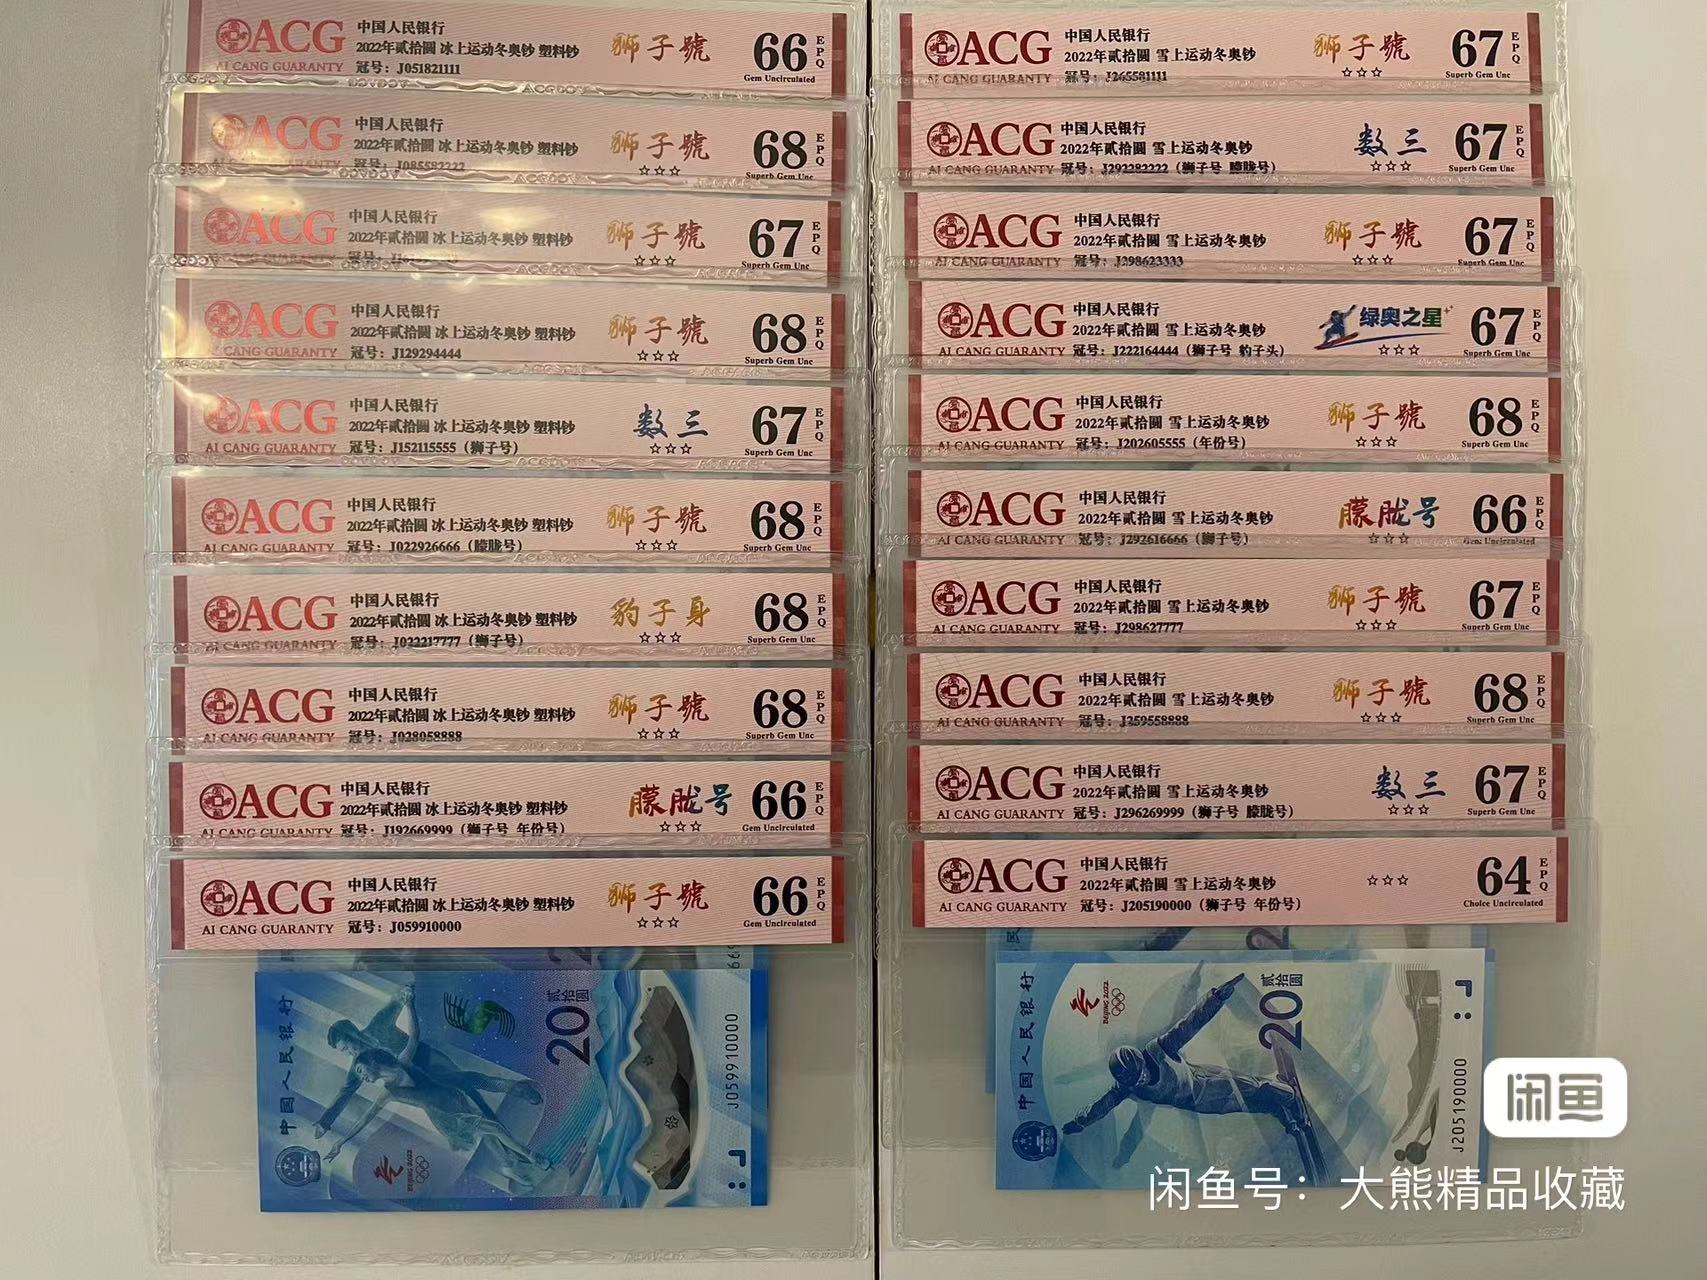 ACG
AI CANG GUARANTY
中国人民银行
2022年贰拾圆 冰上运动冬奥钞 塑料钞
冠号：J051821111
狮子號
66
EPQ
Gem Uncirculated
ACG
AI CANG GUARANTY
中国人民银行
2022年贰拾圆 冰上运动冬奥钞 塑料钞
冠号：J085582222
狮子號
☆☆☆
68
EPQ
Superb Gem Unc
ACG
中国人民银行
2022年贰拾圆 冰上运动冬奥钞 塑料钞
冠号：
狮子號
☆☆☆
67
EPQ
Superb Gem Unc
ACG
AI CANG GUARANTY
中国人民银行
2022年贰拾圆 冰上运动冬奥钞 塑料钞
冠号：J129294444
狮子號
☆☆☆
68
EPQ
Superb Gem Unc
ACG
AI CANG GUARANTY
中国人民银行
2022年贰拾圆 冰上运动冬奥钞 塑料钞
冠号：J152115555（狮子号）
数三
☆☆☆
67
EPQ
Superb Gem Unc
ACG
AI CANG GUARANTY
中国人民银行
2022年贰拾圆 冰上运动冬奥钞 塑料钞
冠号：J022926666（朦胧号）
狮子號
☆☆☆
68
EPQ
Superb Gem Unc
ACG
AI CANG GUARANTY
中国人民银行
2022年贰拾圆 冰上运动冬奥钞 塑料钞
冠号：J022217777（狮子号）
豹子身
☆☆☆
68
EPQ
Superb Gem Unc
ACG
AI CANG GUARANTY
中国人民银行
2022年贰拾圆 冰上运动冬奥钞 塑料钞
冠号：J028058888
狮子號
☆☆☆
68
EPQ
Superb Gem Unc
ACG
AI CANG GUARANTY
中国人民银行
2022年贰拾圆 冰上运动冬奥钞 塑料钞
冠号：J192669999（狮子号 年份号）
朦胧号
☆☆☆
66
EPQ
Gem Uncirculated
ACG
AI CANG GUARANTY
中国人民银行
2022年贰拾圆 冰上运动冬奥钞 塑料钞
冠号：J059910000
狮子號
☆☆☆
66
EPQ
Gem Uncirculated
中国人民银行
BEIJING 2022
20
贰拾圆
J059910000
ACG
AI CANG GUARANTY
中国人民银行
2022年贰拾圆 雪上运动冬奥钞
冠号：J265581111
狮子號
☆☆☆
67
EPQ
Superb Gem Unc
ACG
AI CANG GUARANTY
中国人民银行
2022年贰拾圆 雪上运动冬奥钞
冠号：J292282222（狮子号 朦胧号）
数三
☆☆☆
67
EPQ
Superb Gem Unc
ACG
AI CANG GUARANTY
中国人民银行
2022年贰拾圆 雪上运动冬奥钞
冠号：J298623333
狮子號
☆☆☆
67
EPQ
Superb Gem Unc
ACG
AI CANG GUARANTY
中国人民银行
2022年贰拾圆 雪上运动冬奥钞
冠号：J222164444（狮子号 豹子头）
绿奥之星
☆☆☆
67
EPQ
Superb Gem Unc
ACG
AI CANG GUARANTY
中国人民银行
2022年贰拾圆 雪上运动冬奥钞
冠号：J202605555（年份号）
狮子號
☆☆☆
68
EPQ
Superb Gem Unc
ACG
AI CANG GUARANTY
中国人民银行
2022年贰拾圆 雪上运动冬奥钞
冠号：J292616666（狮子号）
朦胧号
☆☆☆
66
EPQ
Gem Uncirculated
ACG
AI CANG GUARANTY
中国人民银行
2022年贰拾圆 雪上运动冬奥钞
冠号：J298627777
狮子號
☆☆☆
67
EPQ
Superb Gem Unc
ACG
AI CANG GUARANTY
中国人民银行
2022年贰拾圆 雪上运动冬奥钞
冠号：J259558888
狮子號
☆☆☆
68
EPQ
Superb Gem Unc
ACG
AI CANG GUARANTY
中国人民银行
2022年贰拾圆 雪上运动冬奥钞
冠号：J296269999（狮子号 朦胧号）
数三
☆☆☆
67
EPQ
Superb Gem Unc
ACG
AI CANG GUARANTY
中国人民银行
2022年贰拾圆 雪上运动冬奥钞
冠号：J205190000（狮子号 年份号）
☆☆☆
64
EPQ
Choice Uncirculated
中国人民银行
BEIJING 2022
20
贰拾圆
J205190000
闲鱼
闲鱼号：大熊精品收藏